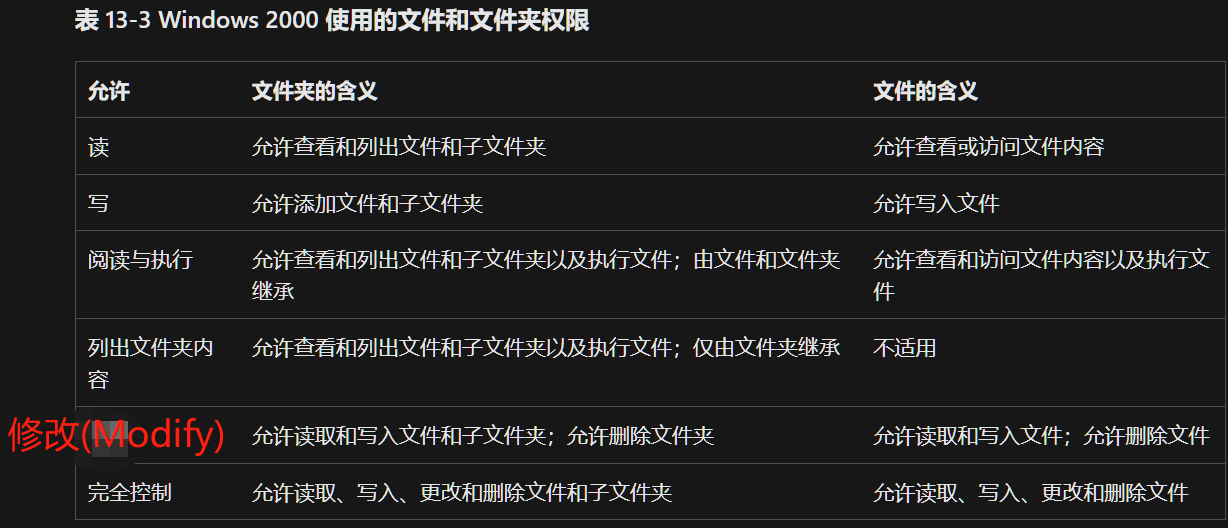 表 13-3 Windows 2000 使用的文件和文件夹权限
允许 文件夹的含义 文件的含义
读 允许查看和列出文件和子文件夹 允许查看或访问文件内容
写 允许添加文件和子文件夹 允许写入文件
阅读与执行 允许查看和列出文件和子文件夹以及执行文件；由文件和文件夹 允许查看和访问文件内容以及执行文
继承 件
列出文件夹内 允许查看和列出文件和子文件夹以及执行文件；仅由文件夹继承 不适用
容
修改(Modify) 允许读取和写入文件和子文件夹；允许删除文件夹 允许读取和写入文件；允许删除文件
完全控制 允许读取、写入、更改和删除文件和子文件夹 允许读取、写入、更改和删除文件